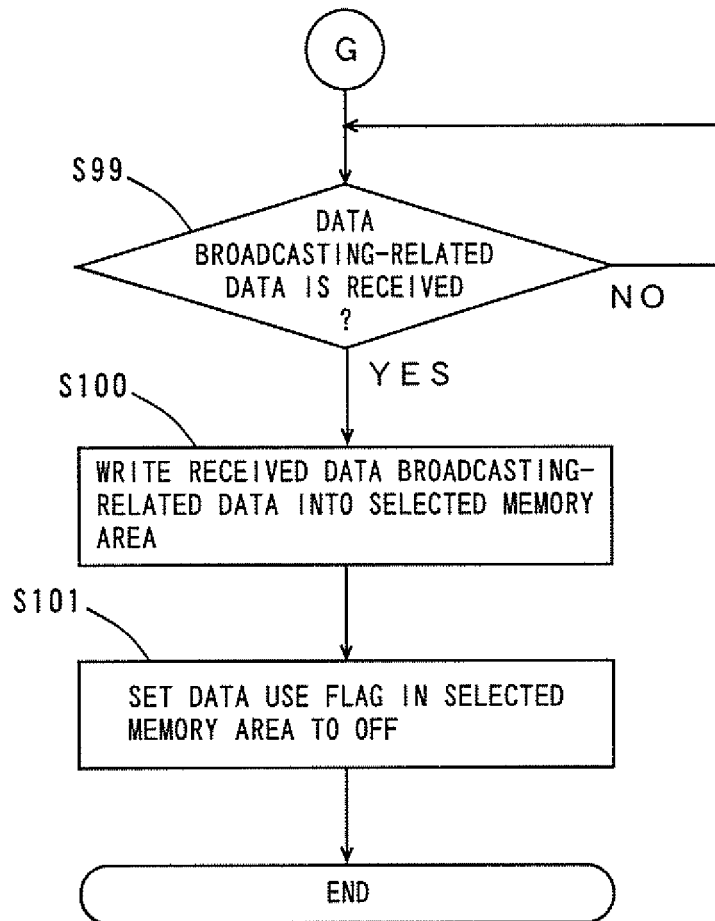 G
S99
DATA
BROADCASTING-RELATED
DATA IS RECEIVED
?
NO
YES
S100
WRITE RECEIVED DATA BROADCASTING-
RELATED DATA INTO SELECTED MEMORY
AREA
S101
SET DATA USE FLAG IN SELECTED
MEMORY AREA TO OFF
END